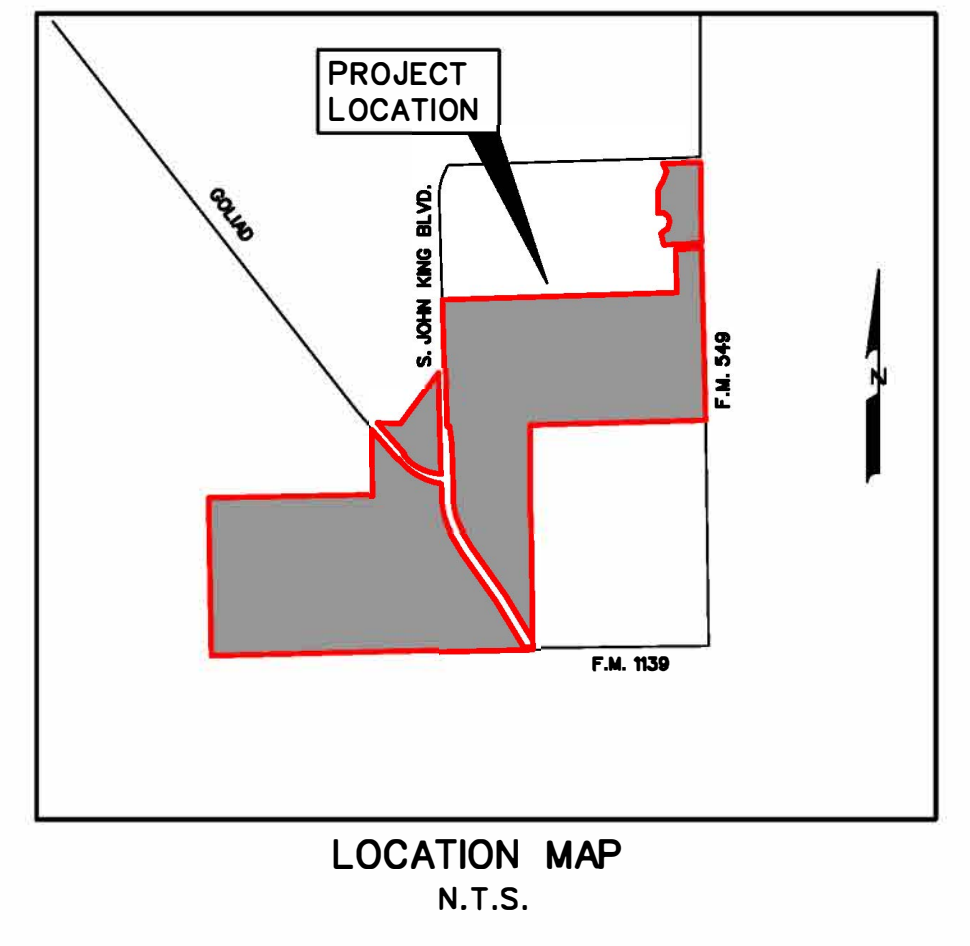 PROJECT
LOCATION
GOLIAD
S. JOHN KING BLVD.
F.M. 549
N
F.M. 1139
LOCATION MAP
N.T.S.